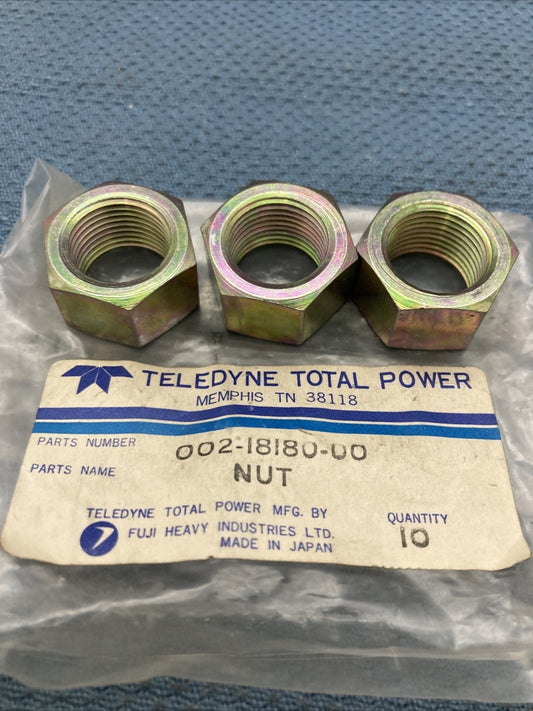 TELEDYNE TOTAL POWER
MEMPHIS TN 38118
PARTS NUMBER 002-18180-00
PARTS NAME NUT
TELEDYNE TOTAL POWER MFG. BY
FUJI HEAVY INDUSTRIES LTD.
MADE IN JAPAN
QUANTITY
10